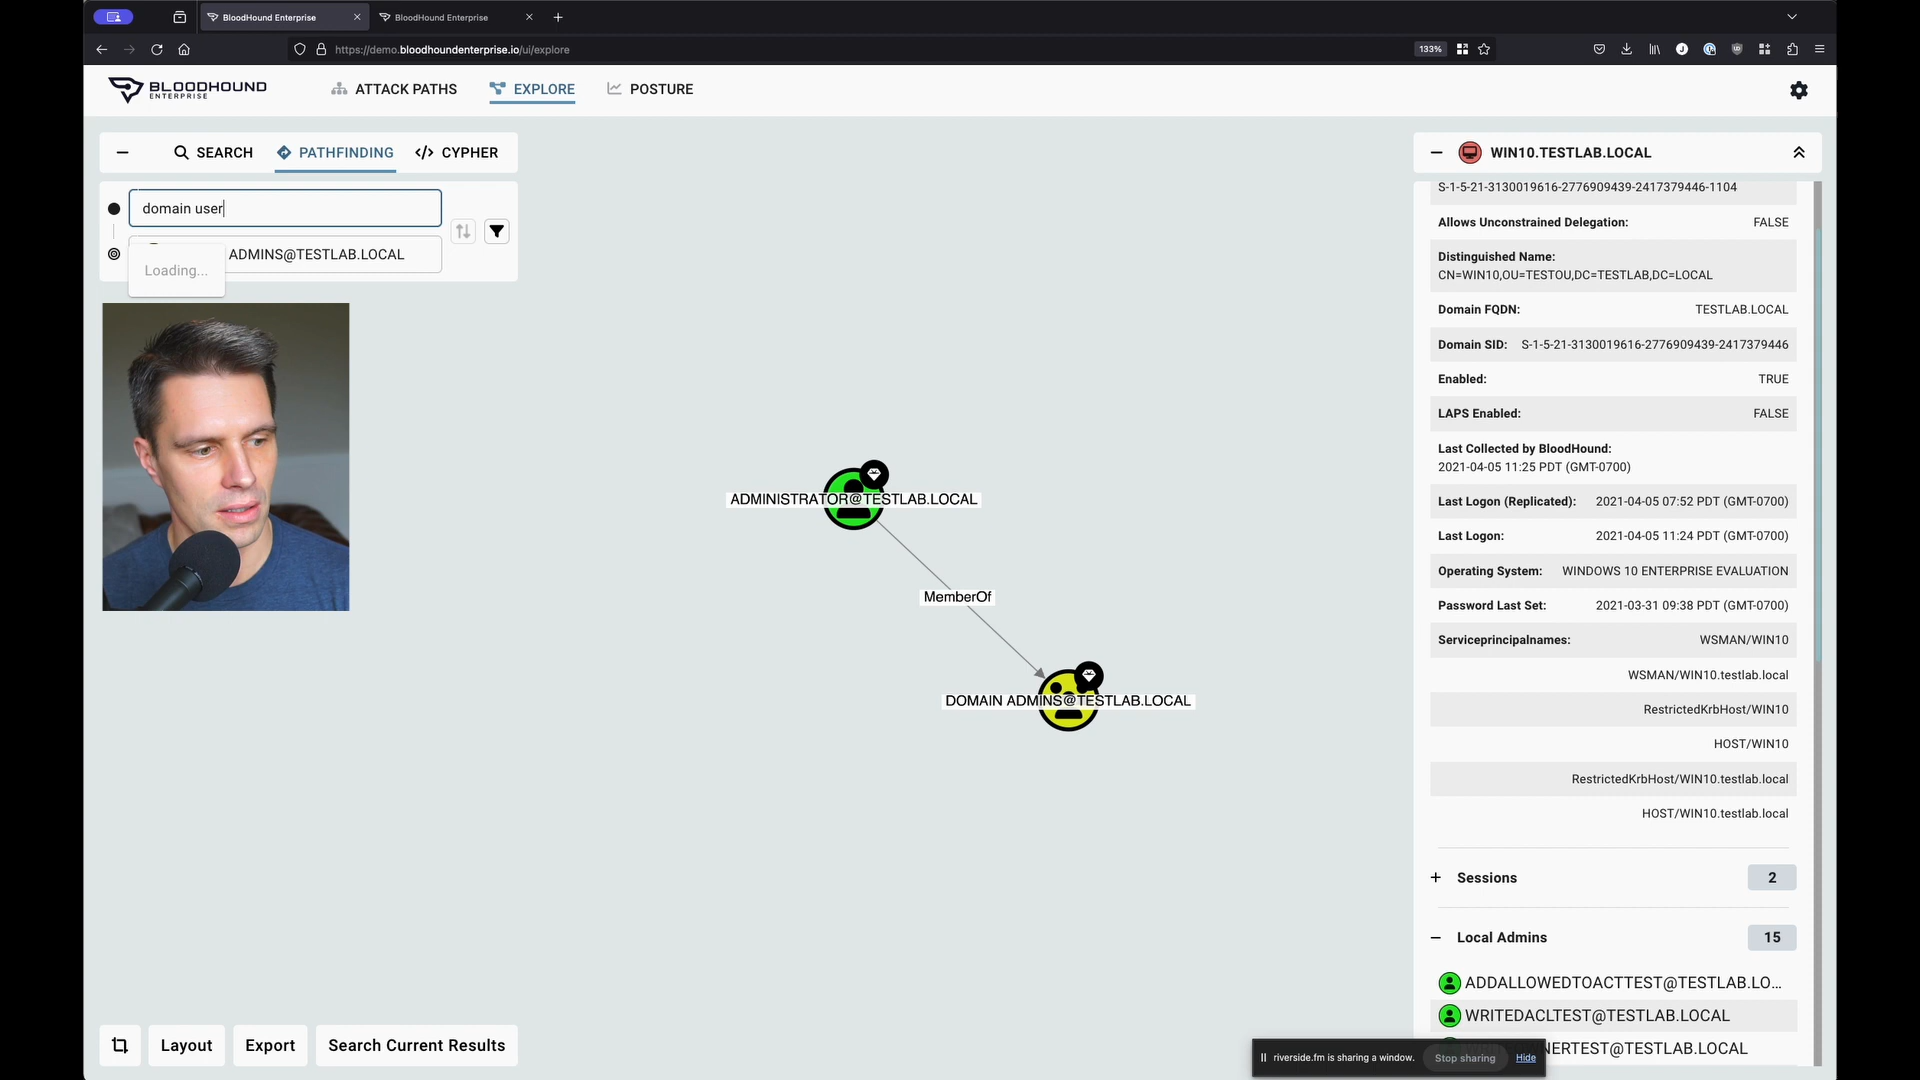 BloodHound Enterprise
BloodHound Enterprise
https://demo.bloodhoundenterprise.io/ui/explore
133%
BLOODHOUND
ENTERPRISE
ATTACK PATHS
EXPLORE
POSTURE
SEARCH
PATHFINDING
CYPHER
domain user
ADMINS@TESTLAB.LOCAL
Loading...
ADMINISTRATOR@TESTLAB.LOCAL
MemberOf
DOMAIN ADMINS@TESTLAB.LOCAL
WIN10.TESTLAB.LOCAL
S-1-5-21-3130019616-2776909439-2417379446-1104
Allows Unconstrained Delegation: FALSE
Distinguished Name:
CN=WIN10,OU=TESTOU,DC=TESTLAB,DC=LOCAL
Domain FQDN: TESTLAB.LOCAL
Domain SID: S-1-5-21-3130019616-2776909439-2417379446
Enabled: TRUE
LAPS Enabled: FALSE
Last Collected by BloodHound:
2021-04-05 11:25 PDT (GMT-0700)
Last Logon (Replicated): 2021-04-05 07:52 PDT (GMT-0700)
Last Logon: 2021-04-05 11:24 PDT (GMT-0700)
Operating System: WINDOWS 10 ENTERPRISE EVALUATION
Password Last Set: 2021-03-31 09:38 PDT (GMT-0700)
Serviceprincipalnames: WSMAN/WIN10
WSMAN/WIN10.testlab.local
RestrictedKrbHost/WIN10
HOST/WIN10
RestrictedKrbHost/WIN10.testlab.local
HOST/WIN10.testlab.local
Sessions 2
Local Admins 15
ADDALLOWEDTOACTTEST@TESTLAB.LO...
WRITEDACLTEST@TESTLAB.LOCAL
NERTEST@TESTLAB.LOCAL
Layout
Export
Search Current Results
riverside.fm is sharing a window.
Stop sharing
Hide